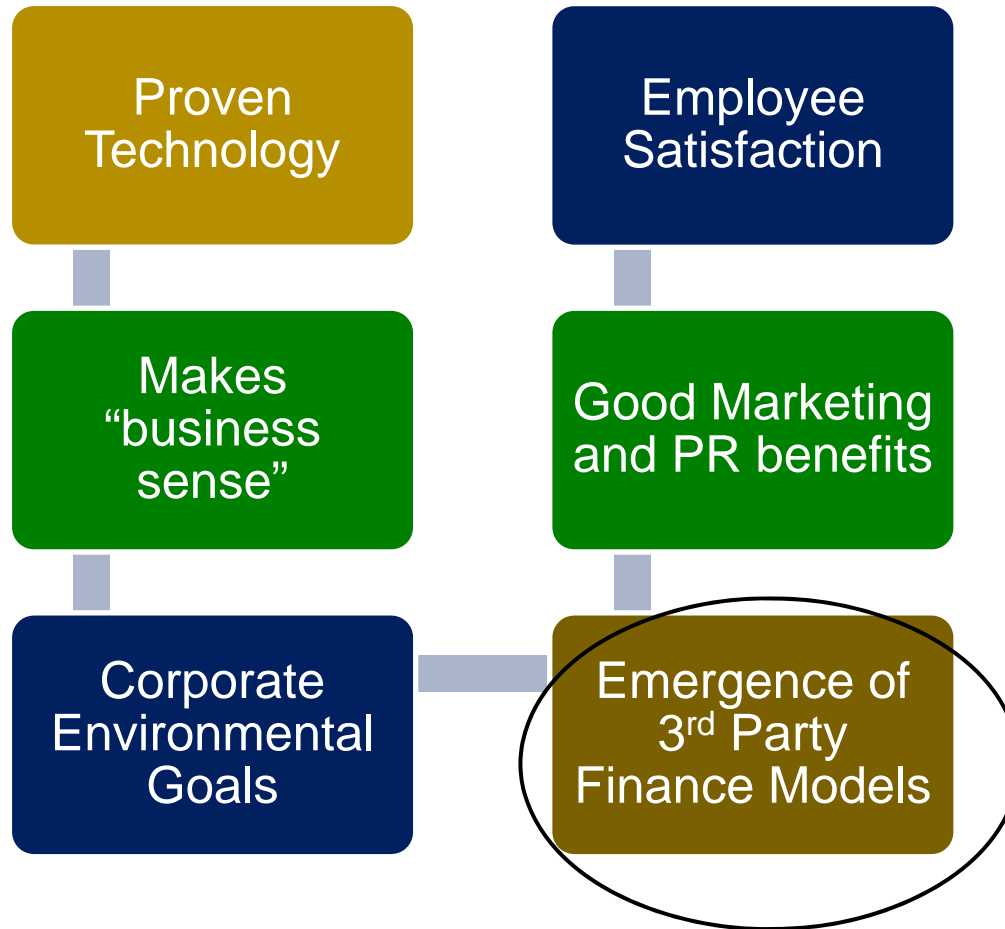 Proven
Technology
Makes
“business
sense”
Corporate
Environmental
Goals
Emergence of
3rd Party
Finance Models
Good Marketing
and PR benefits
Employee
Satisfaction